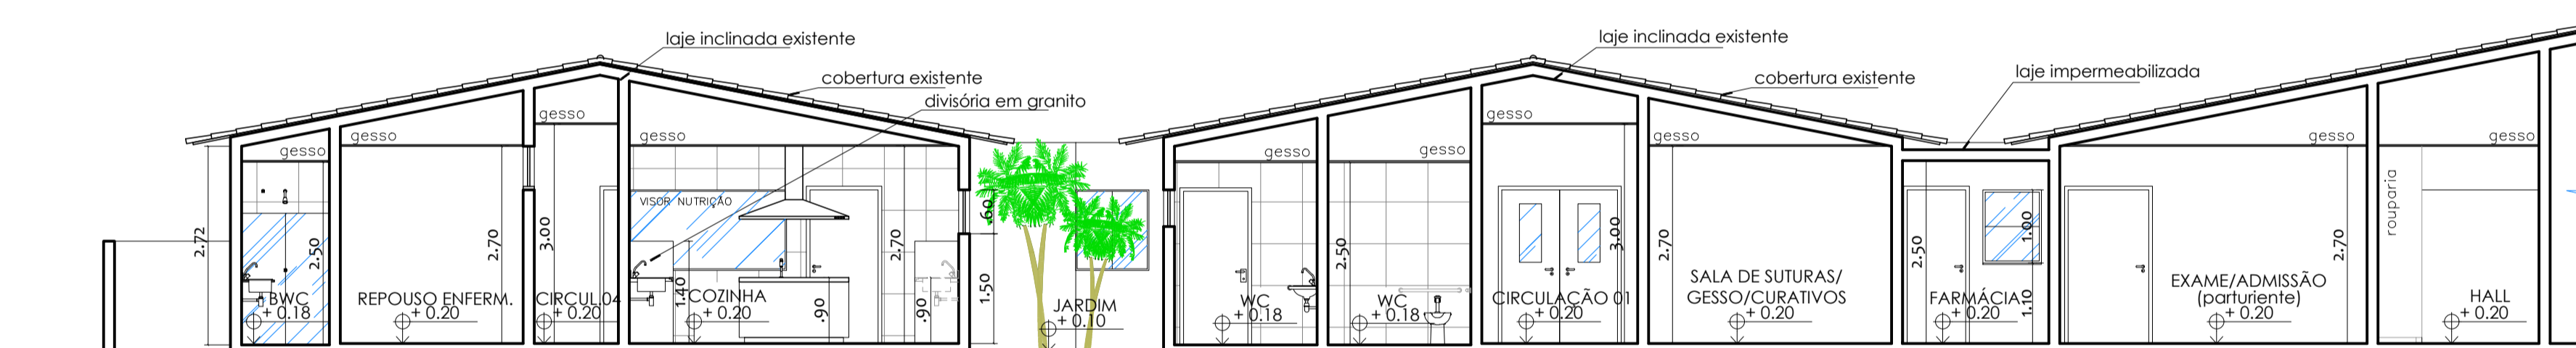 laje inclinada existente
cobertura existente
divisória em granito
laje inclinada existente
cobertura existente
laje impermeabilizada
gesso
gesso
gesso
gesso
gesso
gesso
gesso
gesso
gesso
gesso
VISOR NUTRIÇÃO
rouparia
2.72
2.50
2.70
3.00
1.40
.90
2.70
.90
.60
1.50
2.50
3.00
2.70
2.50
1.00
1.10
2.70
BWC
+ 0.18
REPOUSO ENFERM.
+ 0.20
CIRCUL.04
+ 0.20
COZINHA
+ 0.20
JARDIM
+ 0.10
WC
+ 0.18
WC
+ 0.18
CIRCULAÇÃO 01
+ 0.20
SALA DE SUTURAS/
GESSO/CURATIVOS
+ 0.20
FARMÁCIA
+ 0.20
EXAME/ADMISSÃO
(parturiente)
+ 0.20
HALL
+ 0.20